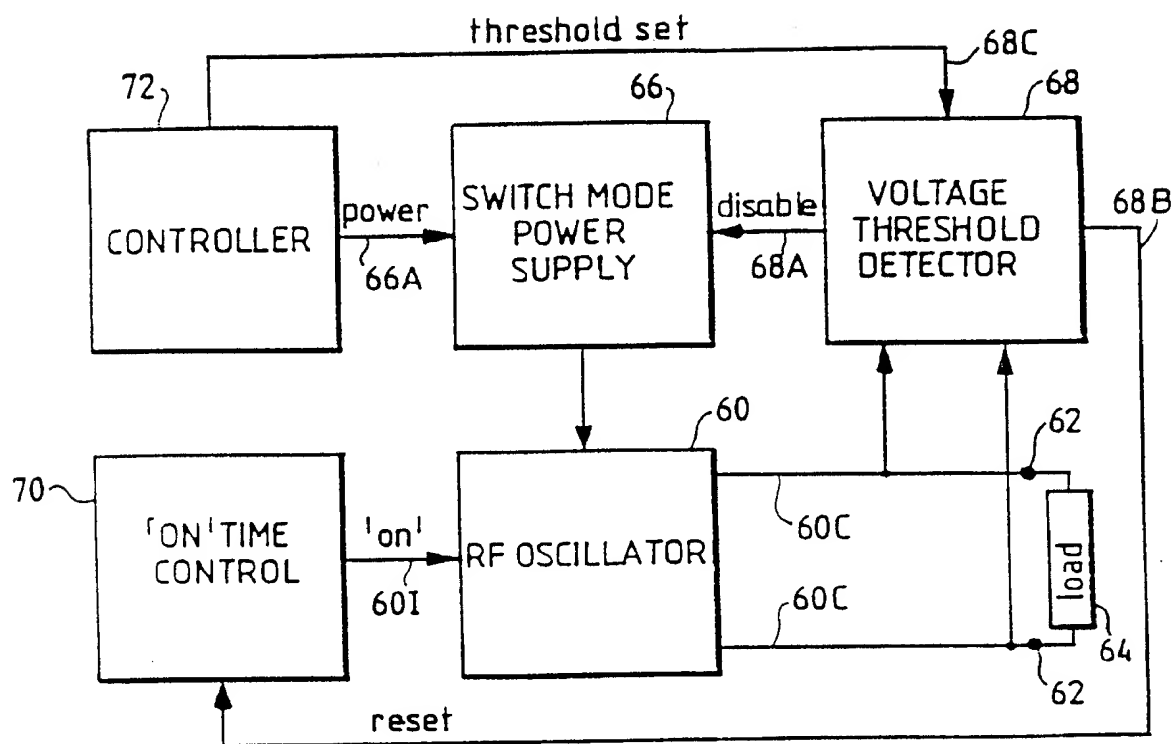 threshold set
68C
72
66
68
CONTROLLER
power
66A
SWITCH MODE
POWER
SUPPLY
disable
68A
VOLTAGE
THRESHOLD
DETECTOR
68B
60
62
70
'ON' TIME
CONTROL
'on'
60I
RF OSCILLATOR
60C
60C
load
64
62
reset